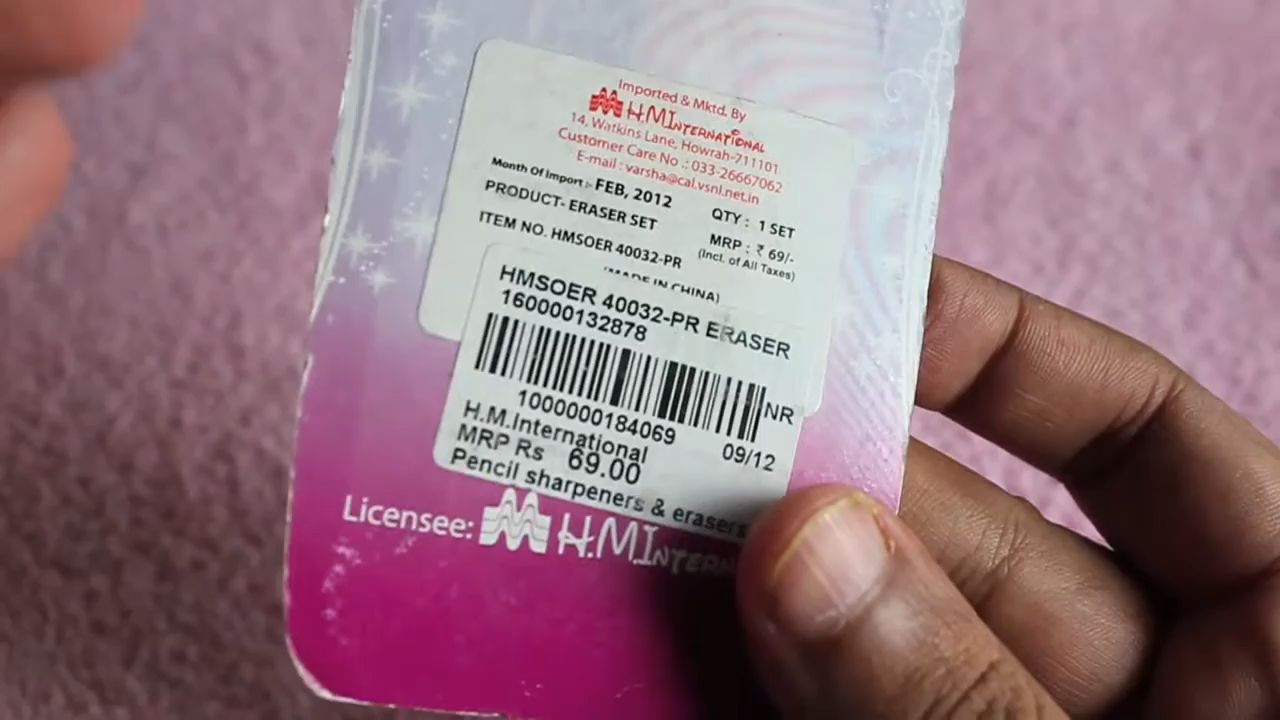 Imported & Mktd. By
H.M.INTERNATIONAL
14, Watkins Lane, Howrah-711101
Customer Care No .: 033-26667062
E-mail : varsha@cal.vsnl.net.in
Month Of Import :- FEB, 2012
PRODUCT- ERASER SET
QTY : 1 SET
ITEM NO. HMSOER 40032-PR
MRP : ₹ 69/-
(Incl. of All Taxes)
(MADE IN CHINA)
HMSOER 40032-PR ERASER
160000132878
NR
1000000184069
H.M.International
09/12
MRP Rs 69.00
Pencil sharpeners & erasers
Licensee: H.M.INTERN